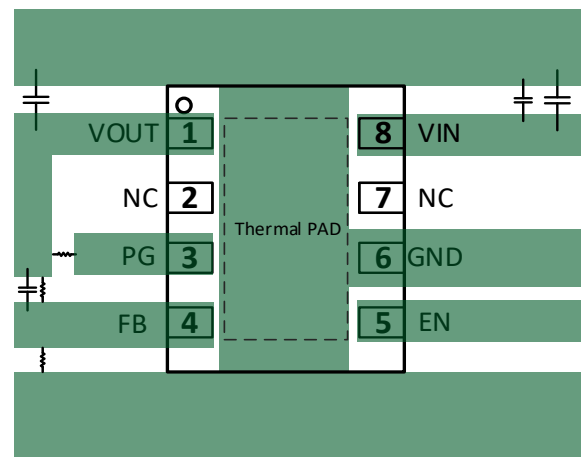 VOUT 1 8 VIN
NC 2 7 NC
Thermal PAD
PG 3 6 GND
FB 4 5 EN